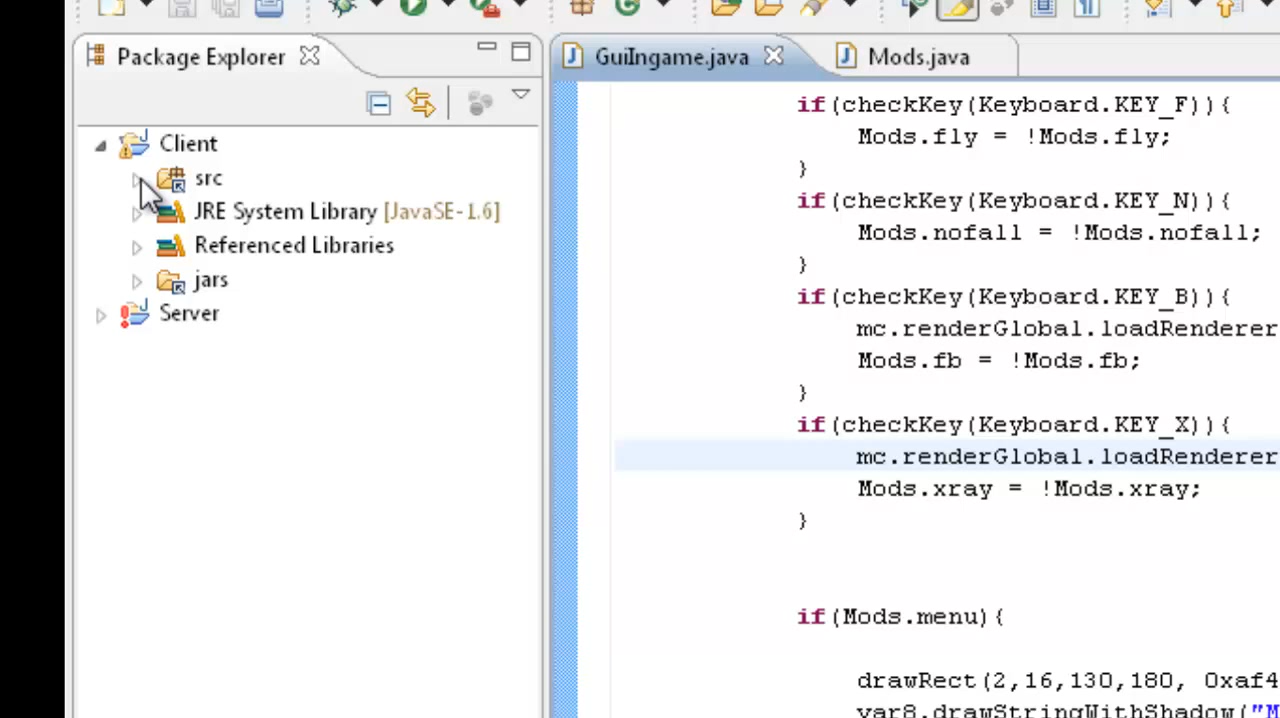 Package Explorer
GuiIngame.java
Mods.java
Client
src
JRE System Library [JavaSE-1.6]
Referenced Libraries
jars
Server
if(checkKey(Keyboard.KEY_F)){
Mods.fly = !Mods.fly;
}
if(checkKey(Keyboard.KEY_N)){
Mods.nofall = !Mods.nofall;
}
if(checkKey(Keyboard.KEY_B)){
mc.renderGlobal.loadRenderer
Mods.fb = !Mods.fb;
}
if(checkKey(Keyboard.KEY_X)){
mc.renderGlobal.loadRenderer
Mods.xray = !Mods.xray;
}
if(Mods.menu){
drawRect(2,16,130,180, 0xaf4
var8.drawStringWithShadow("M